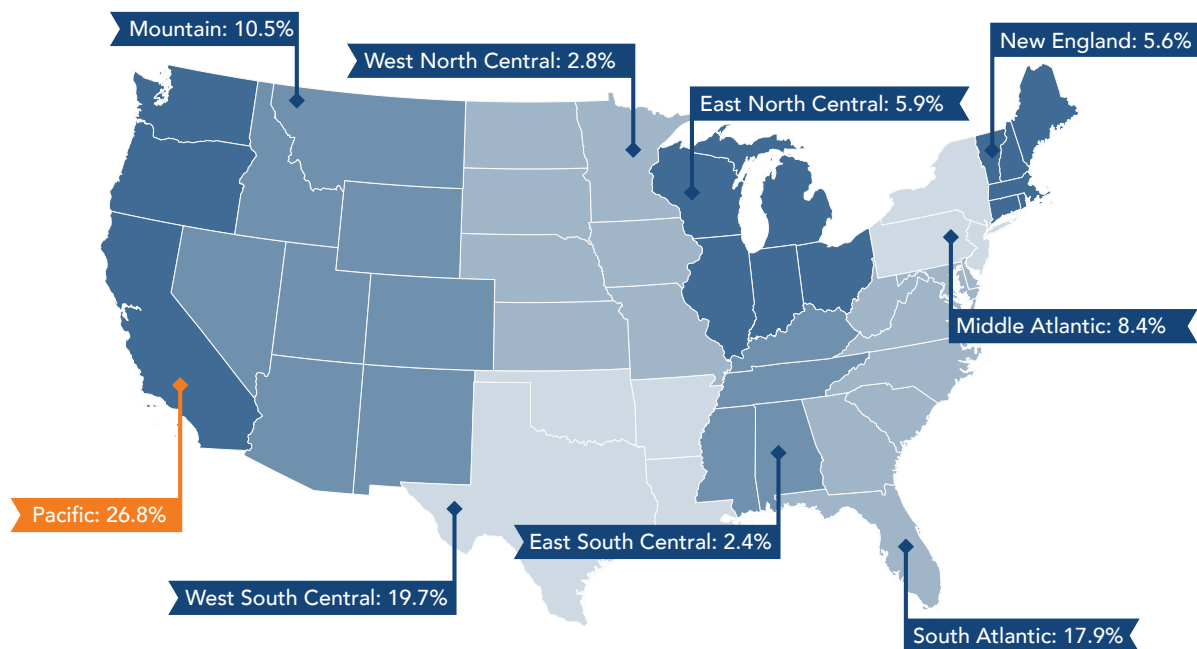 Mountain: 10.5%
New England: 5.6%
West North Central: 2.8%
East North Central: 5.9%
Middle Atlantic: 8.4%
Pacific: 26.8%
East South Central: 2.4%
West South Central: 19.7%
South Atlantic: 17.9%